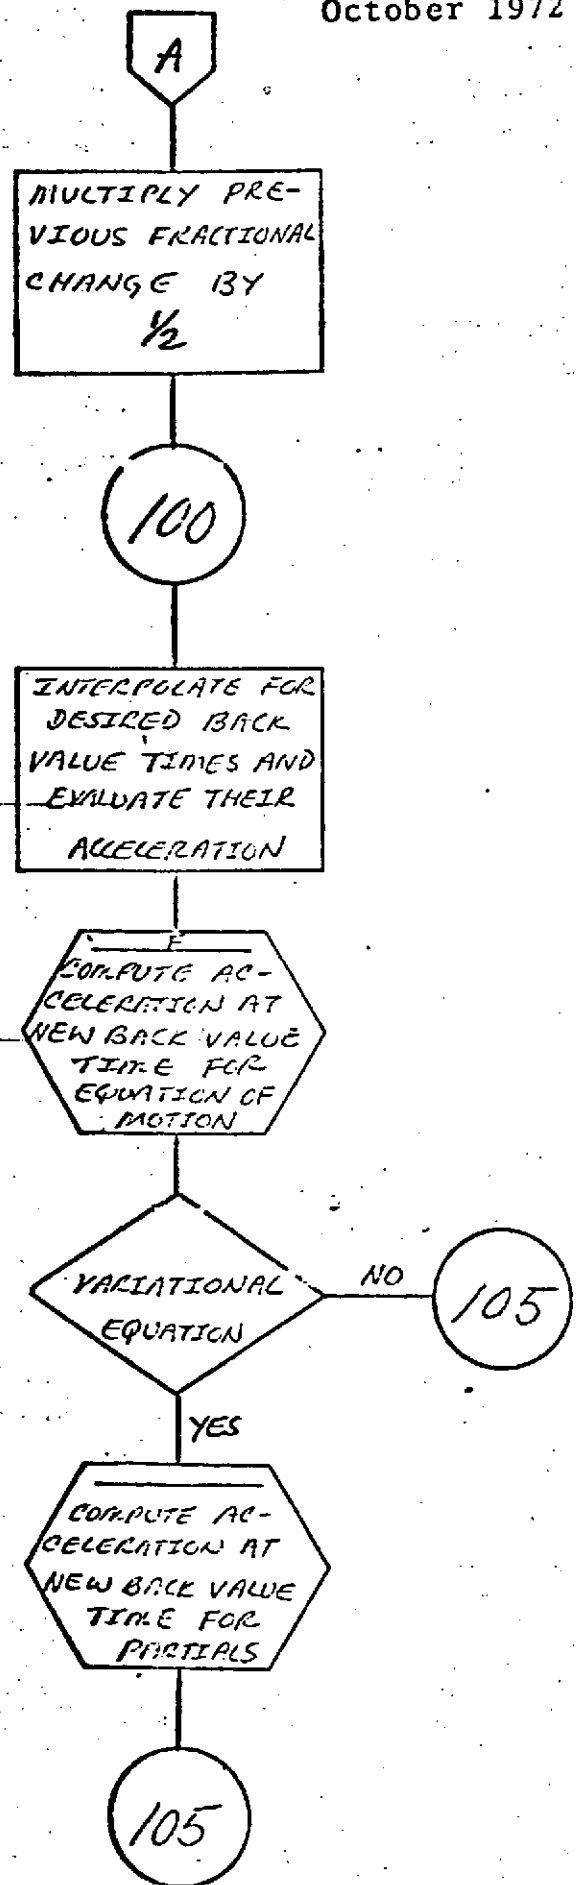 October 1972
A
MULTIPLY PRE-
VIOUS FRACTIONAL
CHANGE BY
1/2
100
INTERPOLATE FOR
DESIRED BACK
VALUE TIMES AND
EVALUATE THEIR
ACCELERATION
F
COMPUTE AC-
CELERATION AT
NEW BACK VALUE
TIME FOR
EQUATION OF
MOTION
VARIATIONAL
EQUATION
NO
105
YES
COMPUTE AC-
CELERATION AT
NEW BACK VALUE
TIME FOR
PARTIALS
105